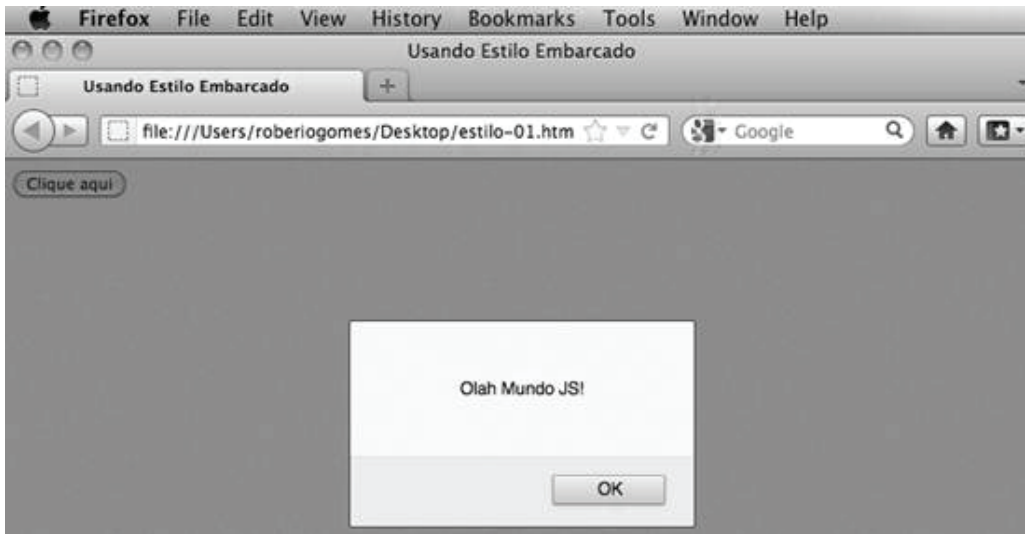 Firefox File Edit View History Bookmarks Tools Window Help
Usando Estilo Embarcado
Usando Estilo Embarcado
file:///Users/roberiogomes/Desktop/estilo-01.htm Google
Clique aqui
Olah Mundo JS!
OK